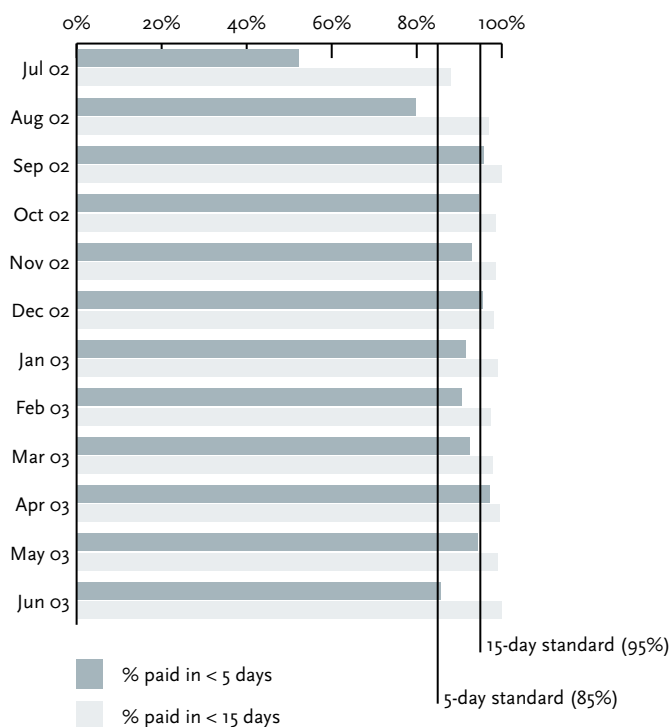 0% 20% 40% 60% 80% 100%
Jul 02
Aug 02
Sep 02
Oct 02
Nov 02
Dec 02
Jan 03
Feb 03
Mar 03
Apr 03
May 03
Jun 03
15-day standard (95%)
% paid in < 5 days
5-day standard (85%)
% paid in < 15 days